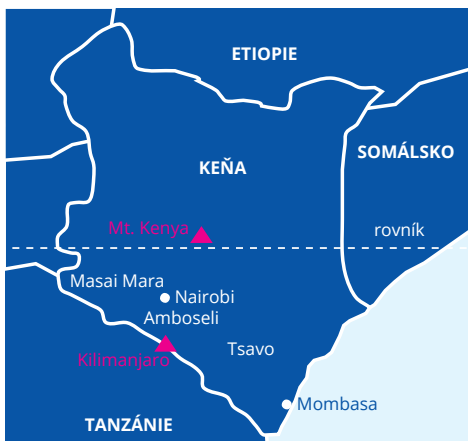 ETIOPIE
SOMÁLSKO
KEŇA
Mt. Kenya
rovník
Masai Mara
Nairobi
Amboseli
Tsavo
Kilimanjaro
Mombasa
TANZÁNIE